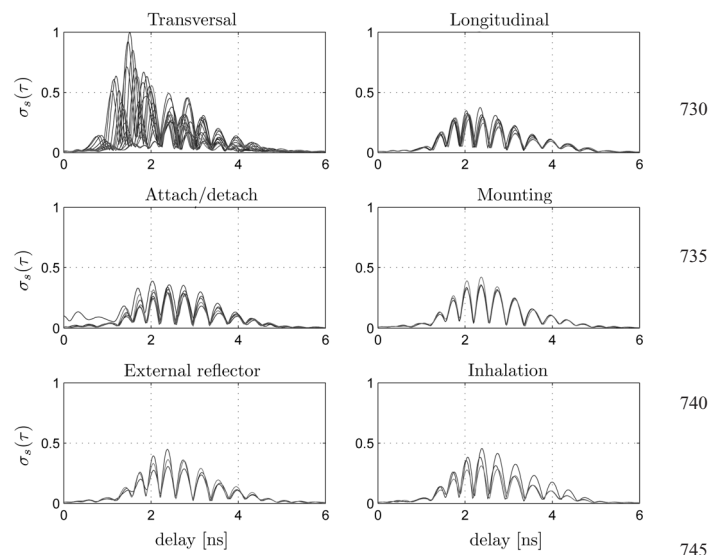 Transversal
Longitudinal
σₛ(τ)
1
0.5
0
0 2 4 6
1
0.5
0
0 2 4 6
730
Attach/detach
Mounting
σₛ(τ)
1
0.5
0
0 2 4 6
1
0.5
0
0 2 4 6
735
External reflector
Inhalation
σₛ(τ)
1
0.5
0
0 2 4 6
delay [ns]
1
0.5
0
0 2 4 6
delay [ns]
740
745